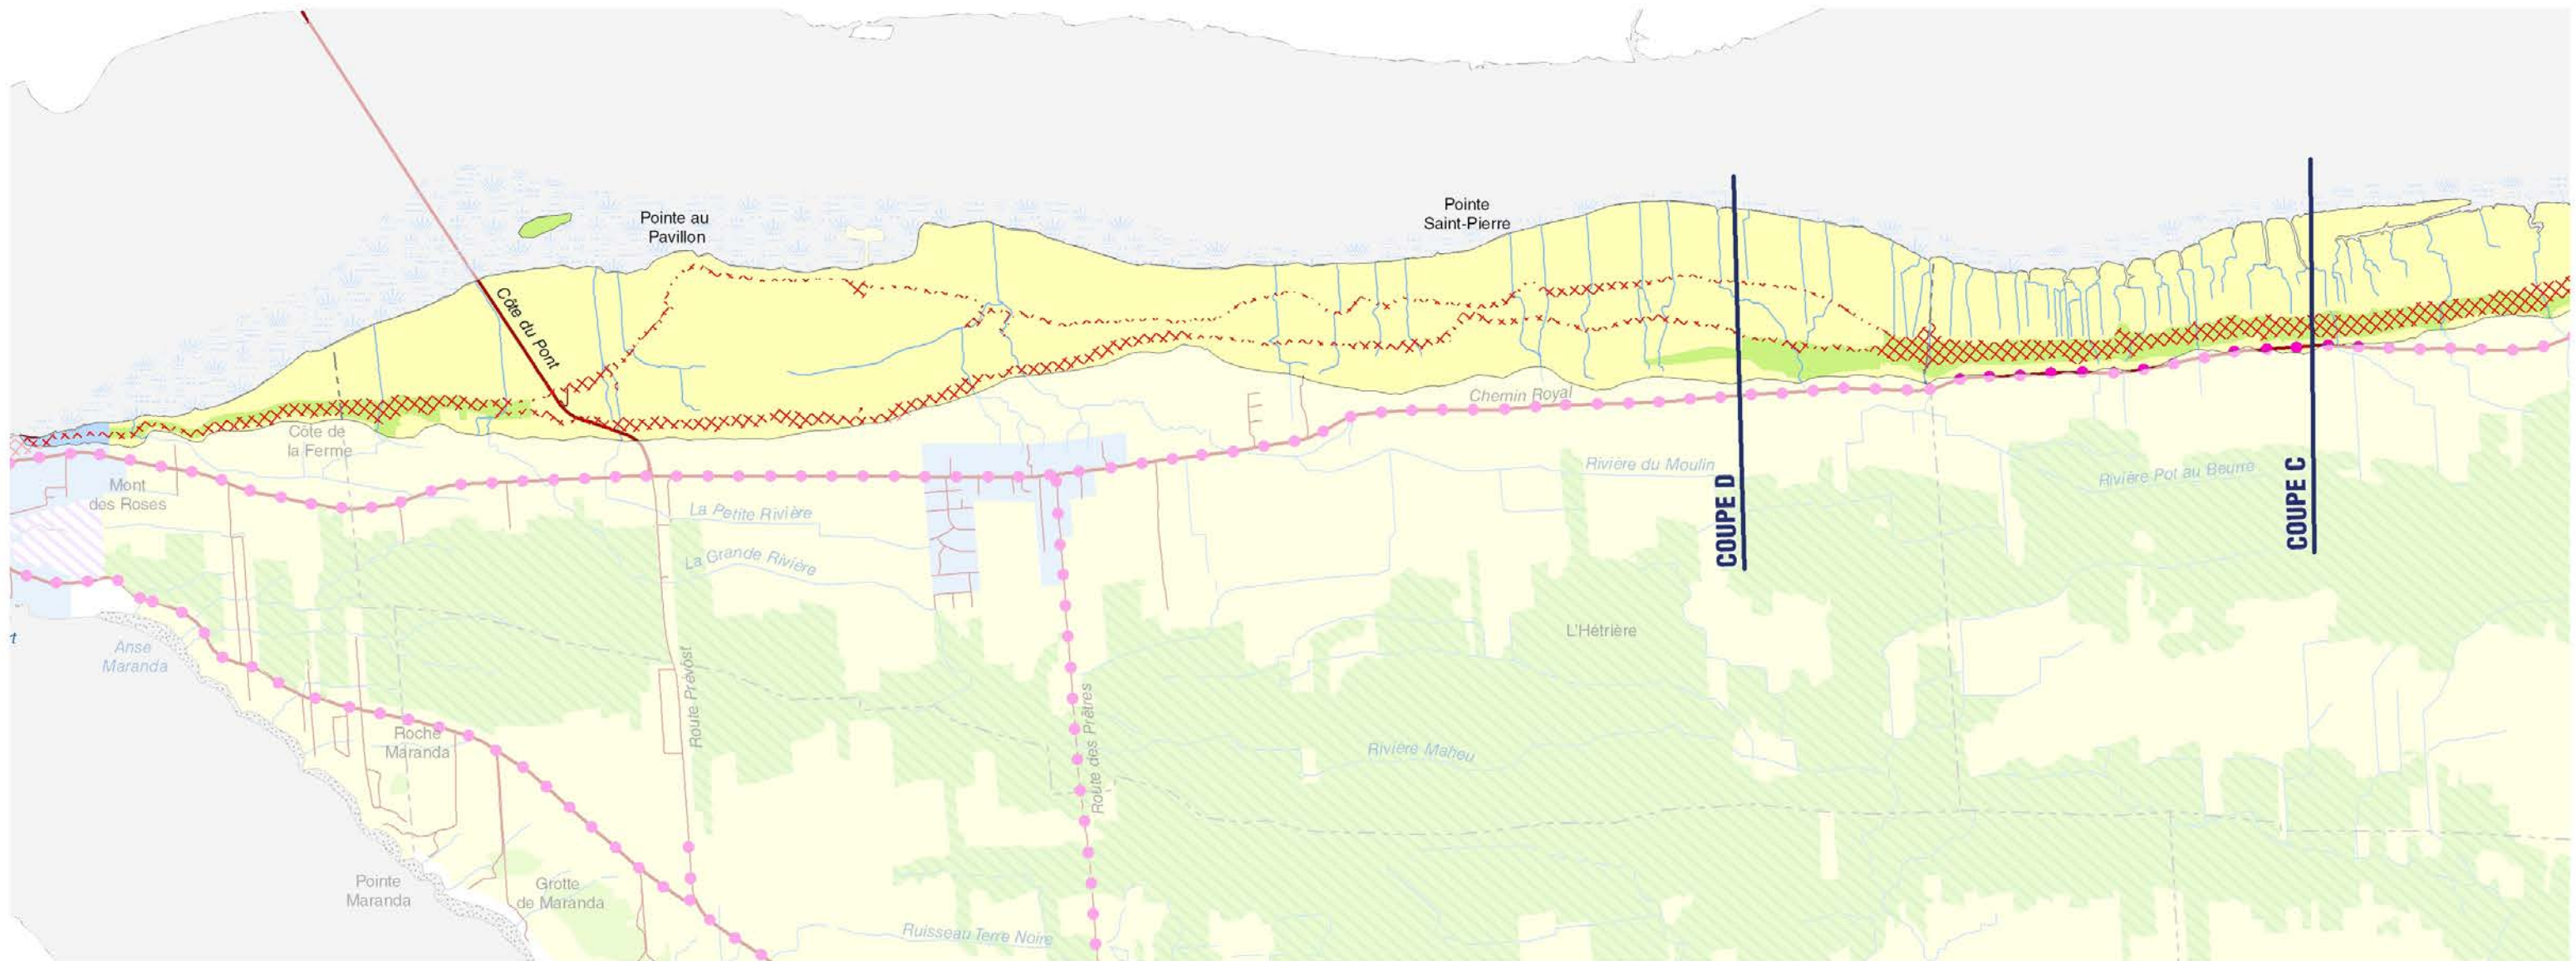 Pointe au
Pavillon
Pointe
Saint-Pierre
Côte du Pont
Chemin Royal
Côte de
la Ferme
Mont
des Roses
Rivière du Moulin
COUPE D
COUPE C
Rivière Pot au Beurre
La Petite Rivière
La Grande Rivière
t
Anse
Maranda
L'Hêtrière
Route Prévost
Route des Prêtres
Roche
Maranda
Rivière Maheu
Pointe
Maranda
Grotte
de Maranda
Ruisseau Terre Noire